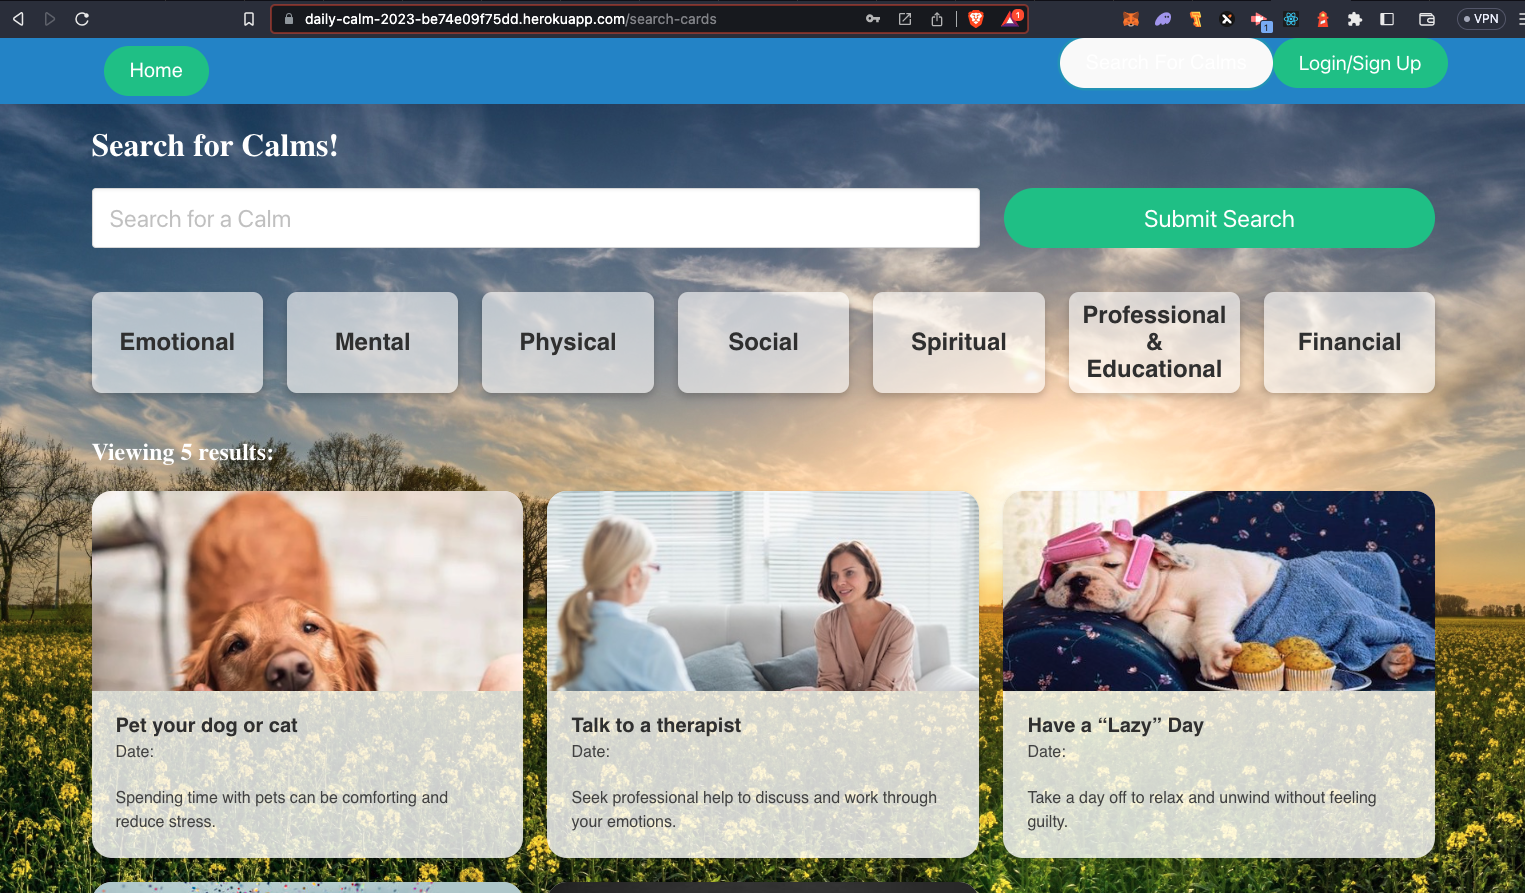 daily-calm-2023-be74e09f75dd.herokuapp.com/search-cards
1
1
VPN
Home
Search For Calms
Login/Sign Up
Search for Calms!
Search for a Calm
Submit Search
Emotional
Mental
Physical
Social
Spiritual
Professional
&
Educational
Financial
Viewing 5 results:
Pet your dog or cat
Date:
Spending time with pets can be comforting and
reduce stress.
Talk to a therapist
Date:
Seek professional help to discuss and work through
your emotions.
Have a “Lazy” Day
Date:
Take a day off to relax and unwind without feeling
guilty.